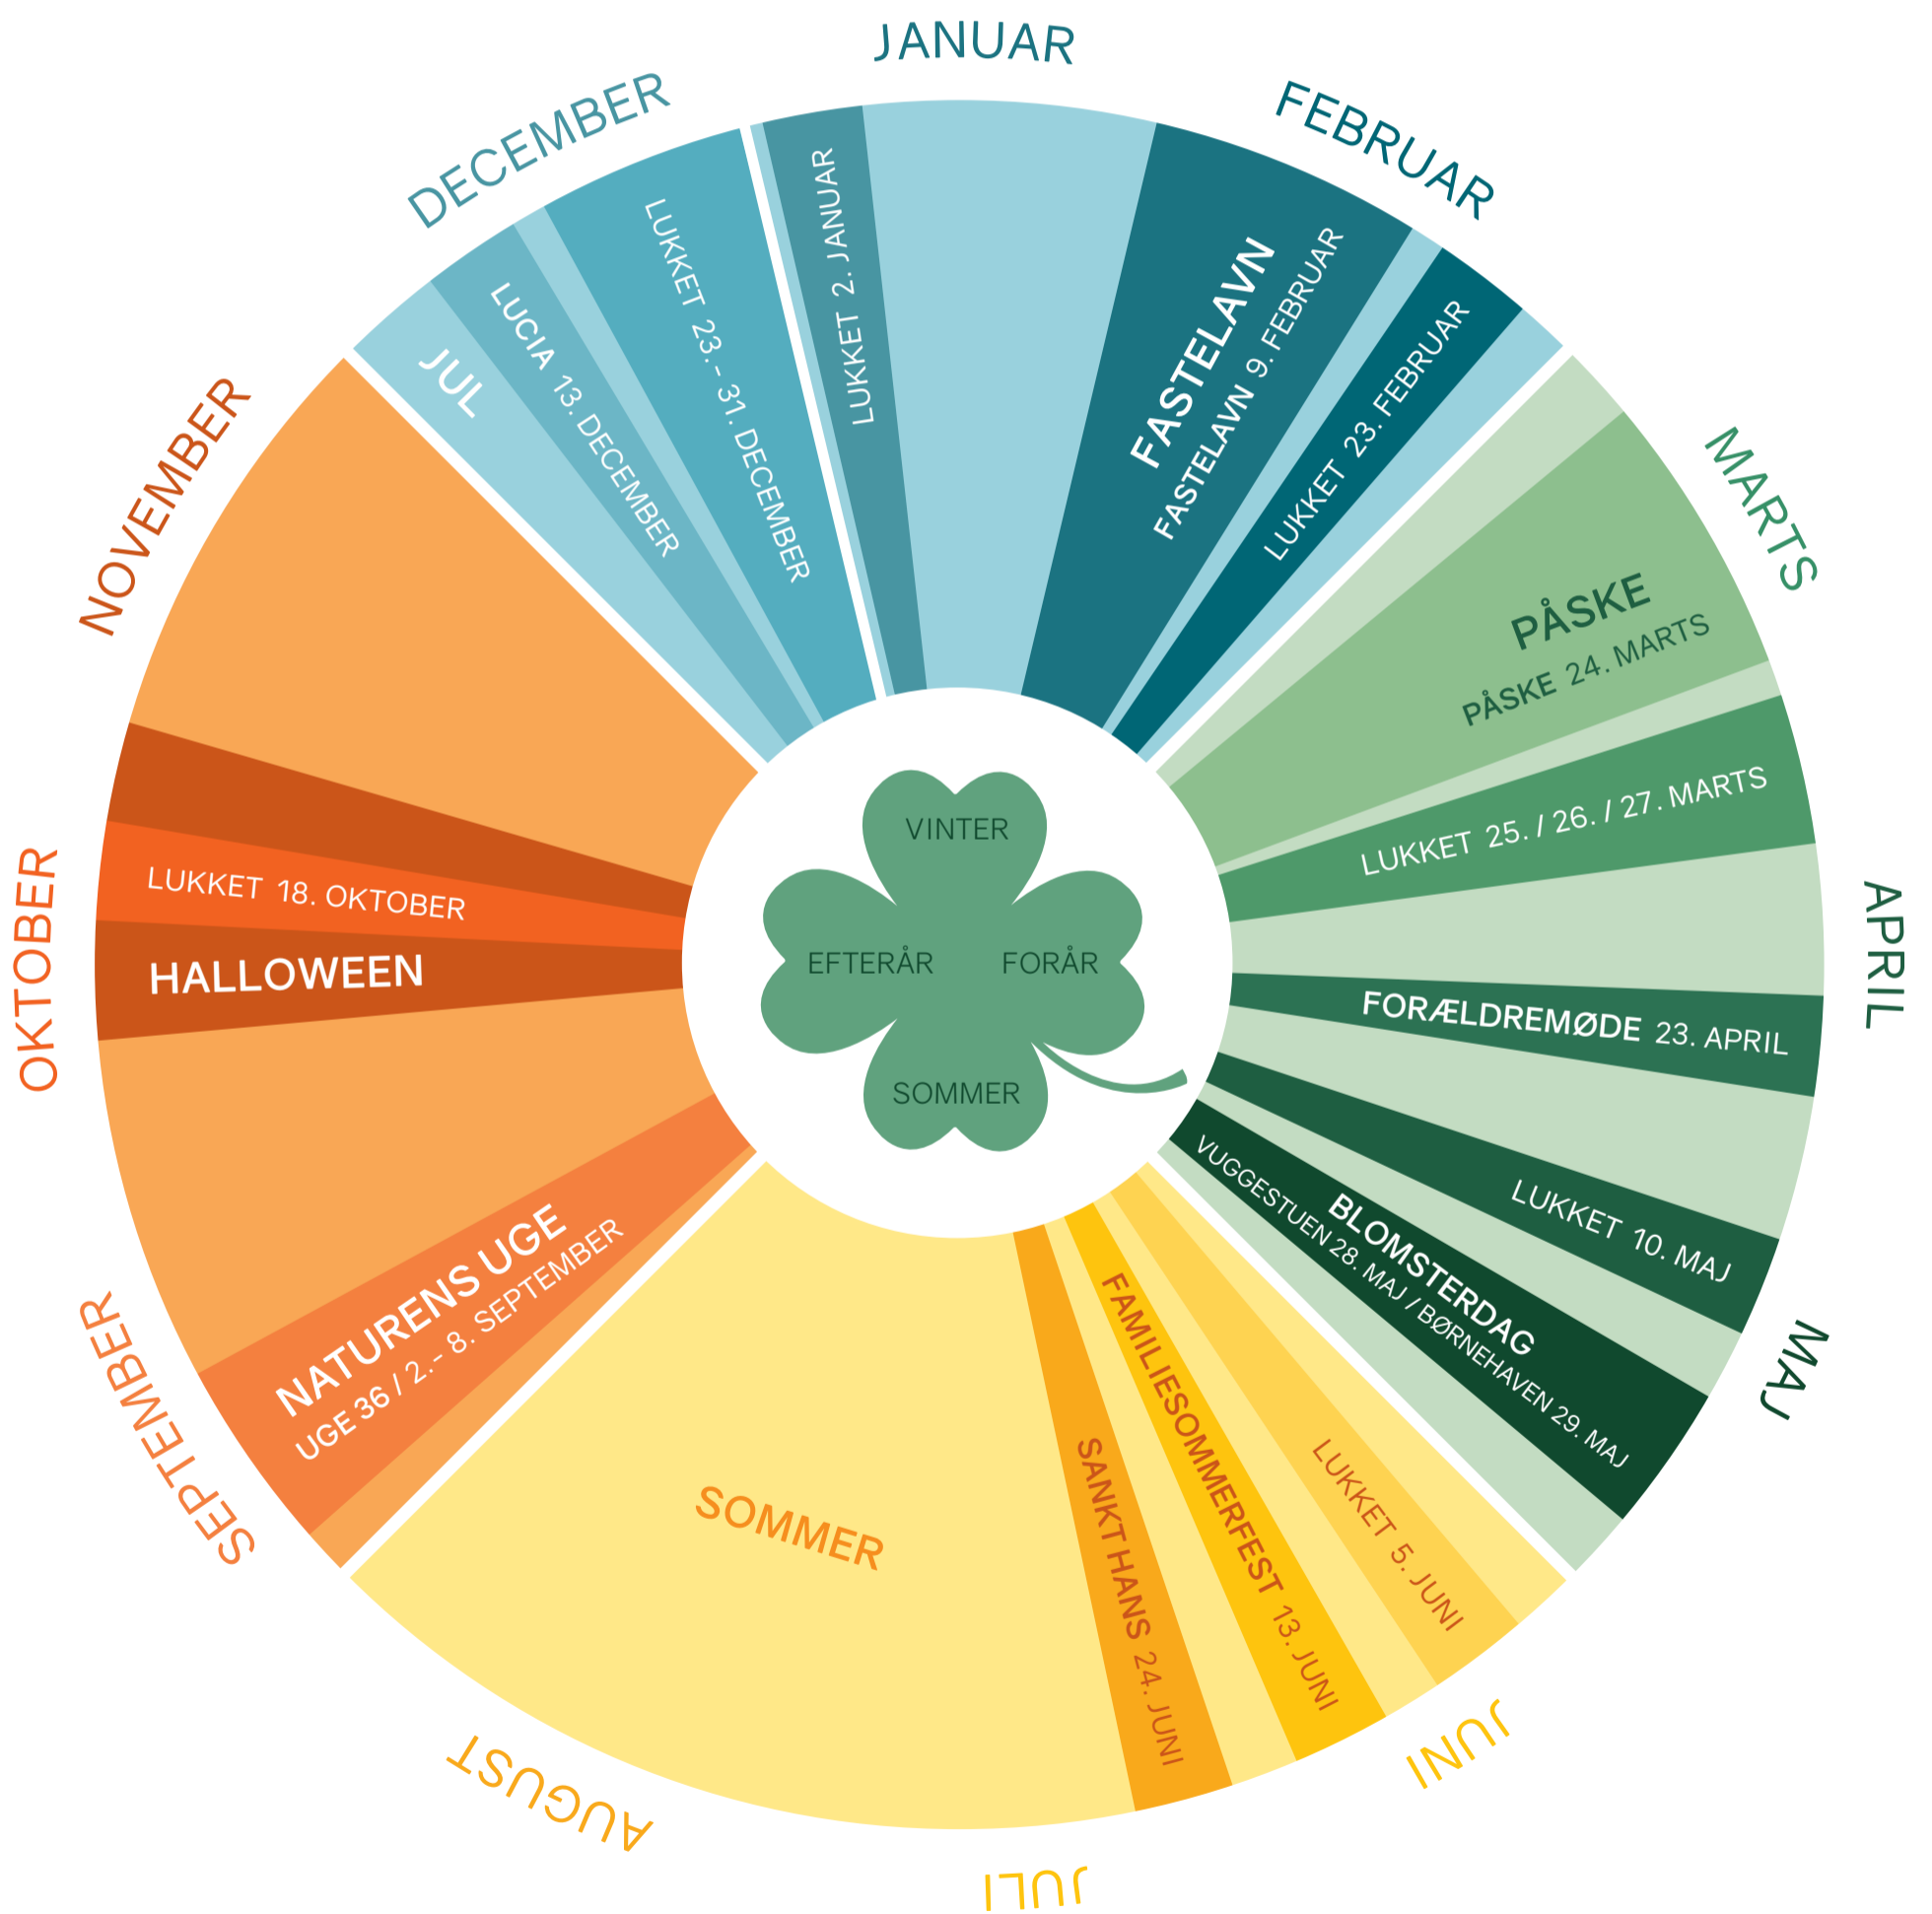 JANUAR
LUKKET 2. JANUAR
FEBRUAR
FASTELAVN
FASTELAVN 9. FEBRUAR
LUKKET 23. FEBRUAR
MARTS
PÅSKE
PÅSKE 24. MARTS
LUKKET 25. / 26. / 27. MARTS
APRIL
FORÆLDREMØDE 23. APRIL
MAJ
LUKKET 10. MAJ
BLOMSTERDAG
VUGGESTUEN 28. MAJ / BØRNEHAVEN 29. MAJ
JUNI
LUKKET 5. JUNI
FAMILIESOMMERFEST 13. JUNI
SANKT HANS 24. JUNI
JULI
SOMMER
AUGUST
SEPTEMBER
NATURENS UGE
UGE 36 / 2. - 8. SEPTEMBER
OKTOBER
HALLOWEEN
LUKKET 18. OKTOBER
NOVEMBER
DECEMBER
JUL
LUCIA 13. DECEMBER
LUKKET 23. - 31. DECEMBER
VINTER
EFTERÅR
FORÅR
SOMMER